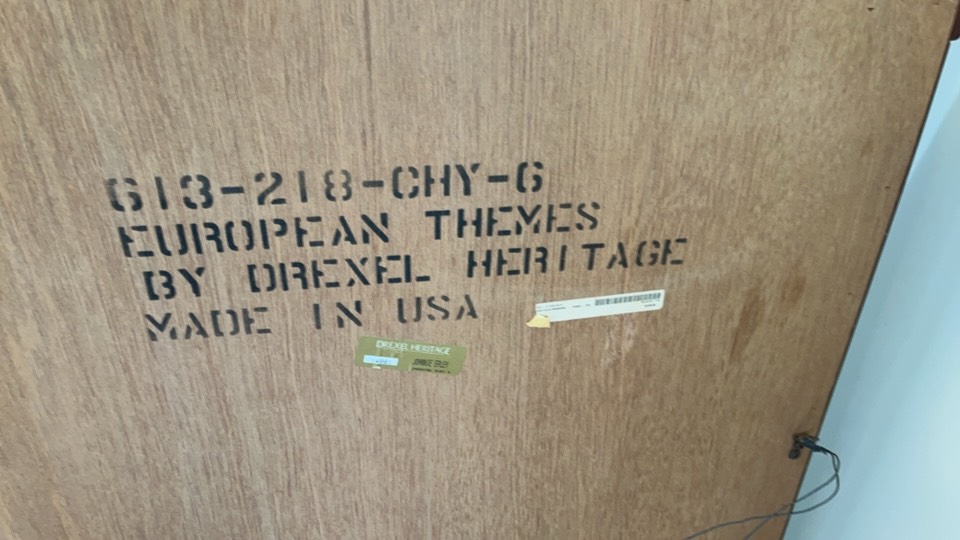 613-218-CHY-6
EUROPEAN THEMES
BY DREXEL HERITAGE
MADE IN USA
DREXEL HERITAGE